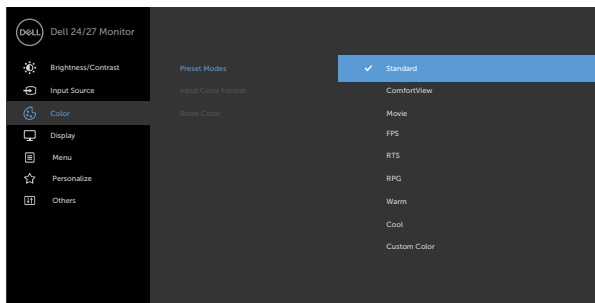 DELL Dell 24/27 Monitor
Brightness/Contrast
Input Source
Color
Display
Menu
Personalize
Others
Preset Modes
Input Color Format
Reset Color
Standard
ComfortView
Movie
FPS
RTS
RPG
Warm
Cool
Custom Color